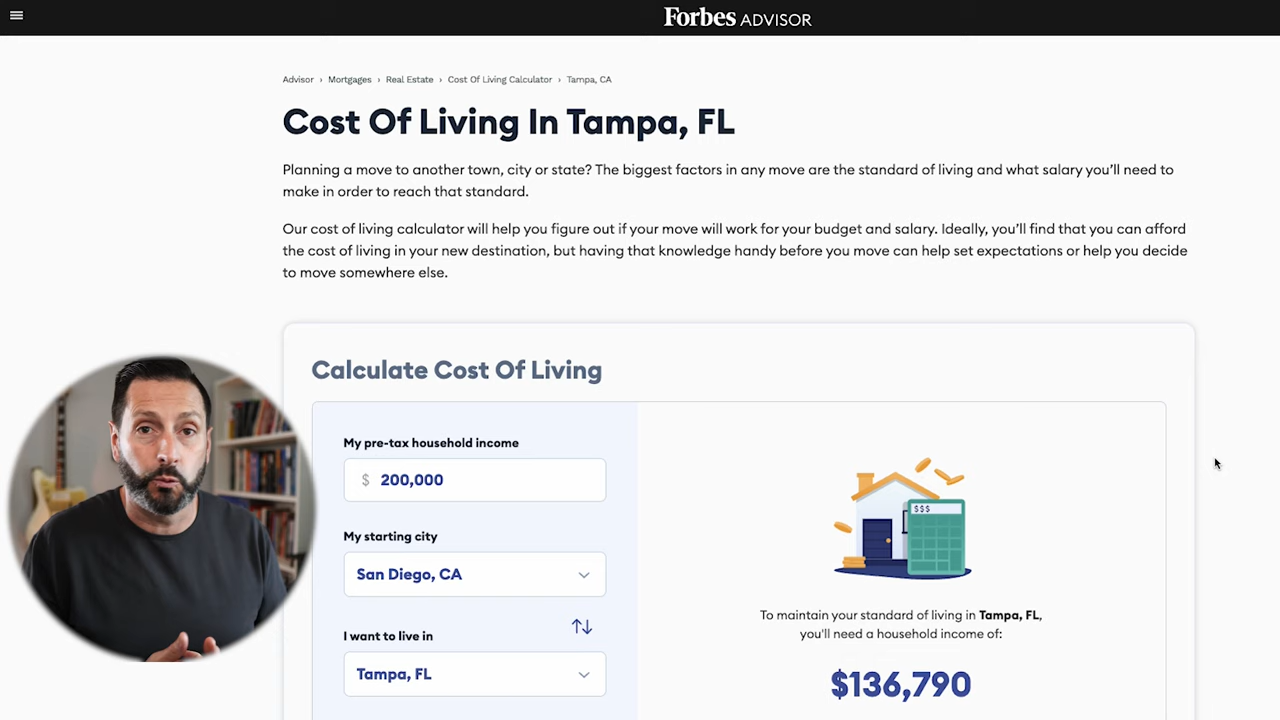 Forbes ADVISOR
Advisor › Mortgages › Real Estate › Cost Of Living Calculator › Tampa, CA
Cost Of Living In Tampa, FL
Planning a move to another town, city or state? The biggest factors in any move are the standard of living and what salary you’ll need to
make in order to reach that standard.
Our cost of living calculator will help you figure out if your move will work for your budget and salary. Ideally, you’ll find that you can afford
the cost of living in your new destination, but having that knowledge handy before you move can help set expectations or help you decide
to move somewhere else.
Calculate Cost Of Living
My pre-tax household income
$ 200,000
My starting city
San Diego, CA
I want to live in
Tampa, FL
$$$
To maintain your standard of living in Tampa, FL,
you'll need a household income of:
$136,790